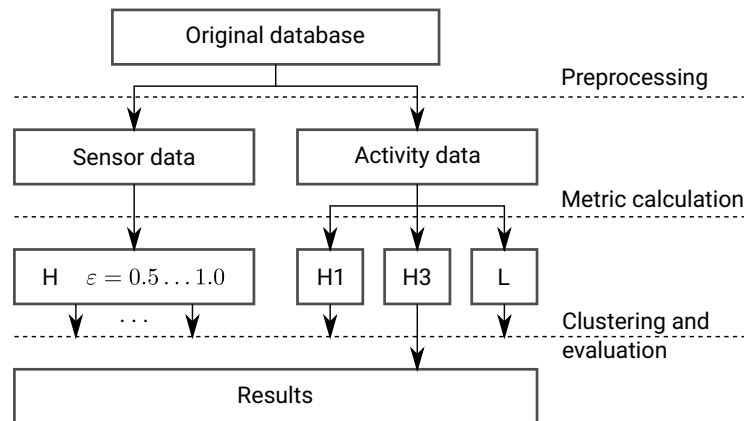 Original database
Preprocessing
Sensor data
Activity data
Metric calculation
H ε = 0.5 . . . 1.0
H1
H3
L
. . .
Clustering and
evaluation
Results